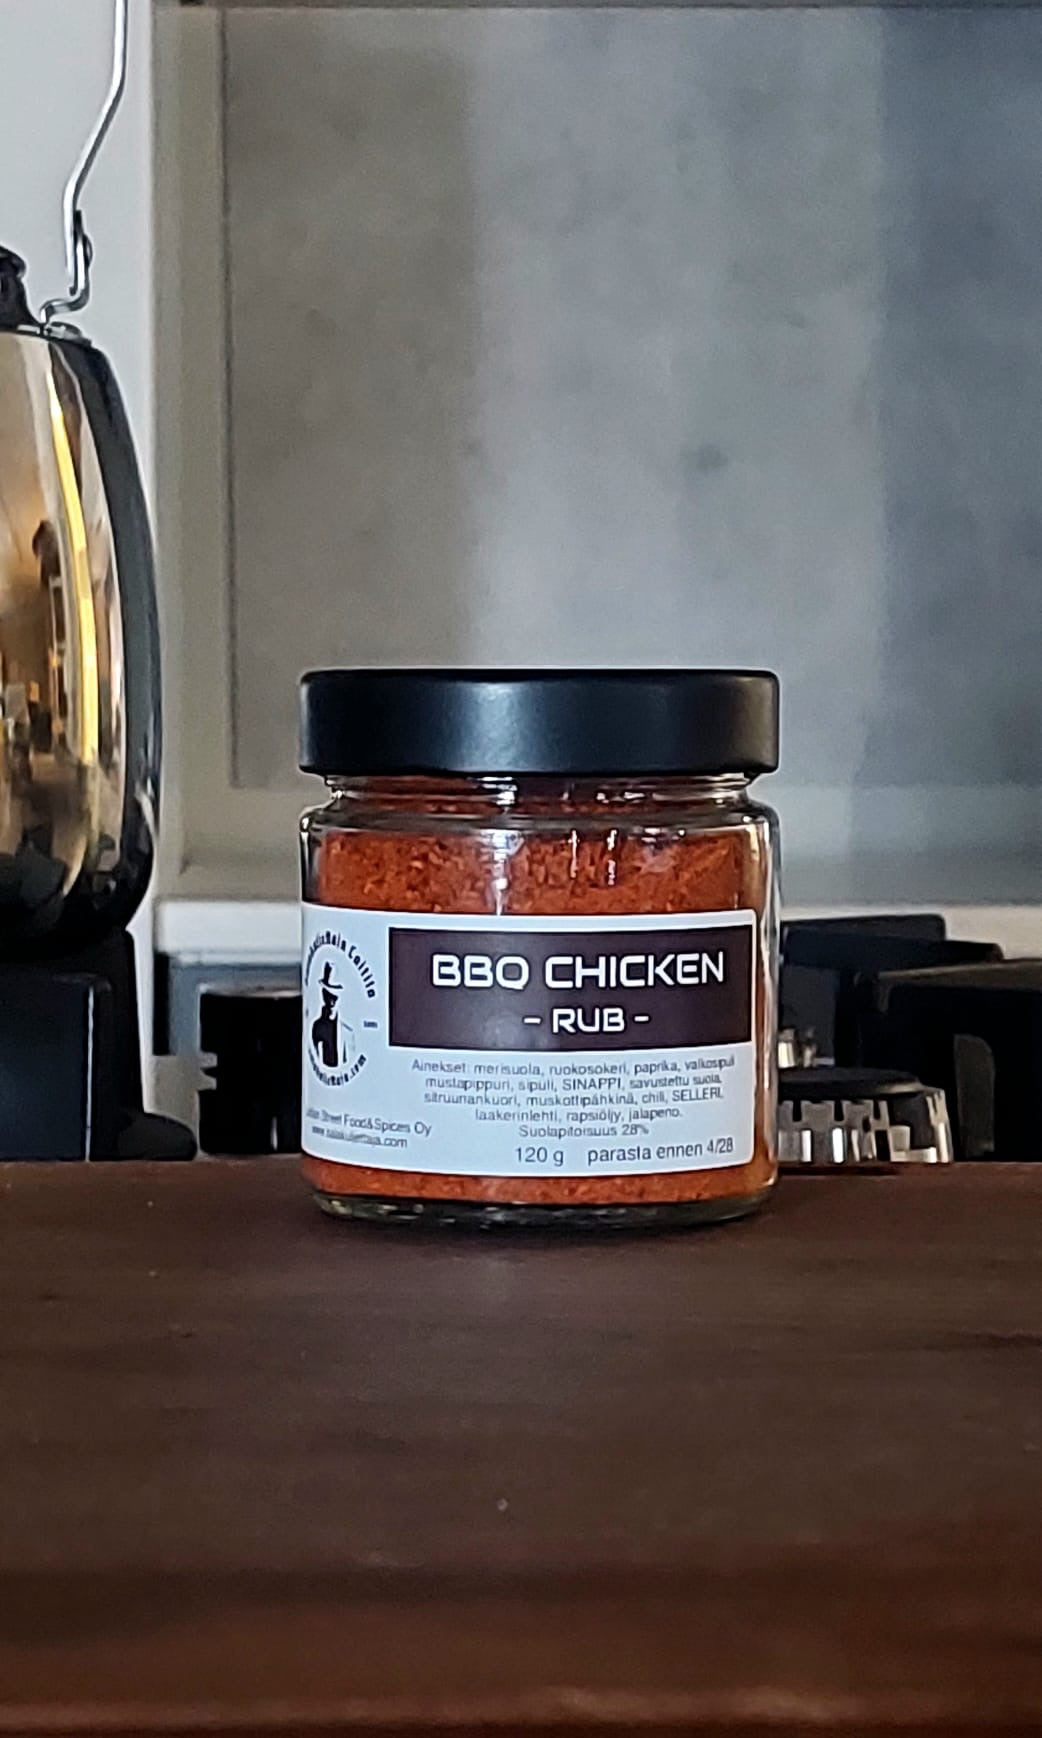 BBQ CHICKEN
- RUB -
Ainekset: merisuola, ruokosokeri, paprika, valkosipul
mustapippuri, sipuli, SINAPPI, savustettu suola,
sitruunankuori, muskottipähkinä, chili, SELLERI,
laakerinlehti, rapsiöljy, jalapeno.
Suolapitoisuus 28%
120 g parasta ennen 4/28
Street Food&Spices Oy